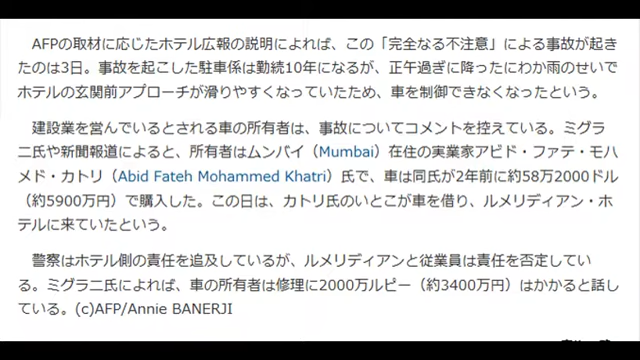 AFPの取材に応じたホテル広報の説明によれば、この「完全なる不注意」による事故が起き
たのは3日。事故を起こした駐車係は勤続10年になるが、正午過ぎに降ったにわか雨のせいで
ホテルの玄関前アプローチが滑りやすくなっていたため、車を制御できなくなったという。
建設業を営んでいるとされる車の所有者は、事故についてコメントを控えている。ミグラ
ニ氏や新聞報道によると、所有者はムンバイ（Mumbai）在住の実業家アビド・ファテ・モハ
メド・カトリ（Abid Fateh Mohammed Khatri）氏で、車は同氏が2年前に約58万2000ドル
（約5900万円）で購入した。この日は、カトリ氏のいとこが車を借り、ルメリディアン・ホ
テルに来ていたという。
警察はホテル側の責任を追及しているが、ルメリディアンと従業員は責任を否定してい
る。ミグラニ氏によれば、車の所有者は修理に2000万ルピー（約3400万円）はかかると話し
ている。(c)AFP/Annie BANERJI